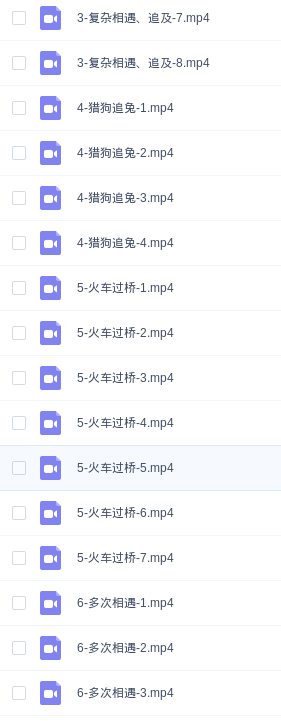 3-复杂相遇、追及-7.mp4
3-复杂相遇、追及-8.mp4
4-猎狗追兔-1.mp4
4-猎狗追兔-2.mp4
4-猎狗追兔-3.mp4
4-猎狗追兔-4.mp4
5-火车过桥-1.mp4
5-火车过桥-2.mp4
5-火车过桥-3.mp4
5-火车过桥-4.mp4
5-火车过桥-5.mp4
5-火车过桥-6.mp4
5-火车过桥-7.mp4
6-多次相遇-1.mp4
6-多次相遇-2.mp4
6-多次相遇-3.mp4